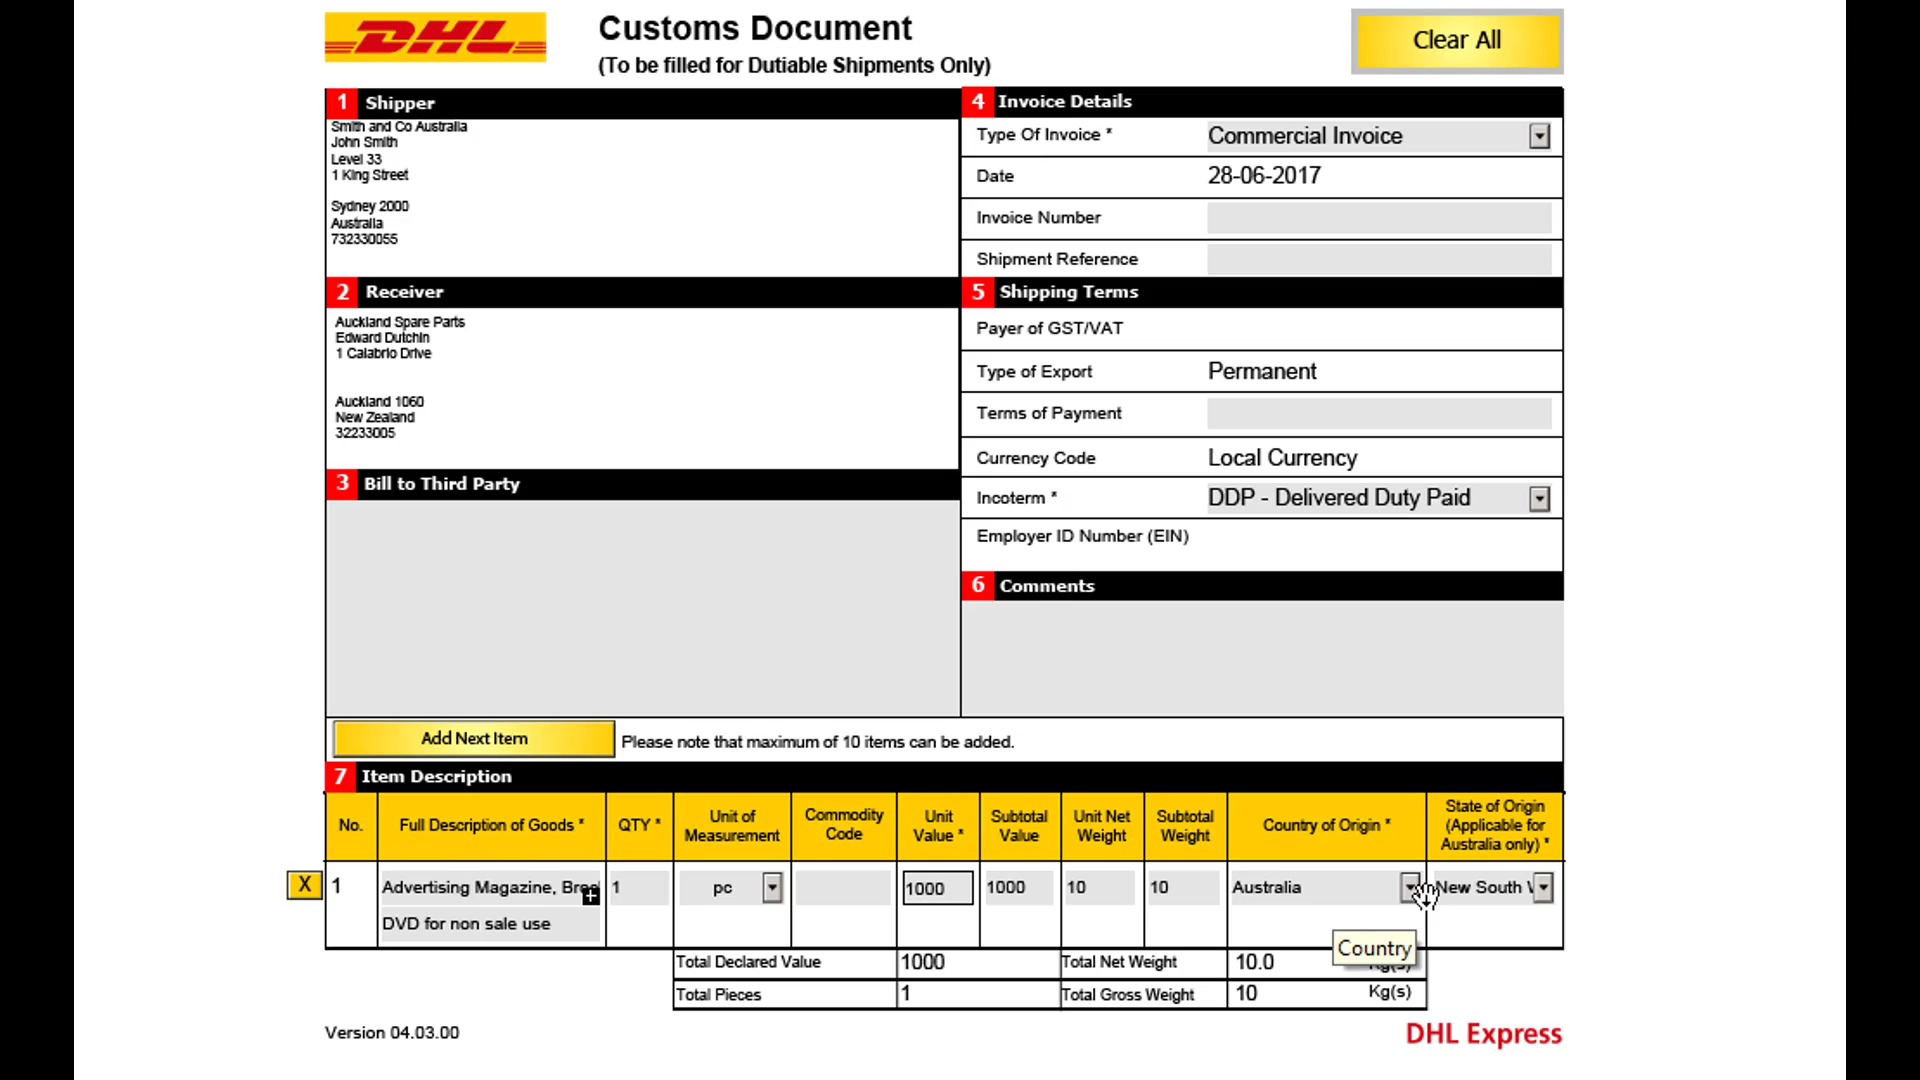 DHL
Customs Document
(To be filled for Dutiable Shipments Only)
Clear All
1 Shipper
Smith and Co Australia
John Smith
Level 33
1 King Street
Sydney 2000
Australia
732330055
2 Receiver
Auckland Spare Parts
Edward Dutchin
1 Calabrio Drive
Auckland 1060
New Zealand
32233005
3 Bill to Third Party
4 Invoice Details
Type Of Invoice * Commercial Invoice
Date 28-06-2017
Invoice Number
Shipment Reference
5 Shipping Terms
Payer of GST/VAT
Type of Export Permanent
Terms of Payment
Currency Code Local Currency
Incoterm * DDP - Delivered Duty Paid
Employer ID Number (EIN)
6 Comments
Add Next Item Please note that maximum of 10 items can be added.
7 Item Description
No.
Full Description of Goods *
QTY *
Unit of
Measurement
Commodity
Code
Unit
Value *
Subtotal
Value
Unit Net
Weight
Subtotal
Weight
Country of Origin *
State of Origin
(Applicable for
Australia only) *
X 1 Advertising Magazine, 1 pc 1000 1000 10 10 Australia New South
DVD for non sale use
Country
Total Declared Value 1000 Total Net Weight 10.0 Kg(s)
Total Pieces 1 Total Gross Weight 10 Kg(s)
Version 04.03.00
DHL Express